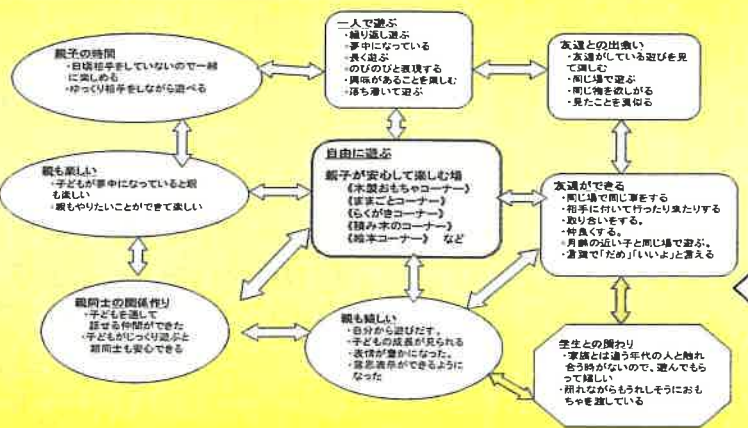 一人で遊ぶ
・繰り返し遊ぶ
・夢中になっている
・長く遊ぶ
・のびのびと表現する
・興味があることを楽しむ
・落ち着いて遊ぶ
親子の時間
・日頃相手をしていないので一緒
に楽しめる
・ゆっくり相手をしながら遊べる
友達との出会い
・友達がしている遊びを見
て楽しむ
・同じ場で遊ぶ
・同じ物を欲しがる
・見たことを真似る
自由に遊ぶ
親子が安心して楽しむ場
《木製おもちゃコーナー》
《ままごとコーナー》
《らくがきコーナー》
《積み木のコーナー》
《絵本コーナー》 など
親も楽しい
・子どもが夢中になっていると親
も楽しい
・親もやりたいことができて楽しい
友達ができる
・同じ場で同じ事をする
・相手に付いて行ったり来たりする
・取り合いをする。
・仲良くする。
・月齢の近い子と同じ場で遊ぶ。
・言葉で「だめ」「いいよ」と言える
親同士の関係作り
・子どもを通して
話せる仲間ができた
・子どもがじっくり遊ぶと
親同士も安心できる
親も嬉しい
・自分から遊びだす。
・子どもの成長が見られる
・表情が豊かになった。
・意思表示ができるように
なった
学生との関わり
・家族とは違う年代の人と触れ
合う時がないので、遊んでもら
って嬉しい
・照れながらもうれしそうにおも
ちゃを渡している